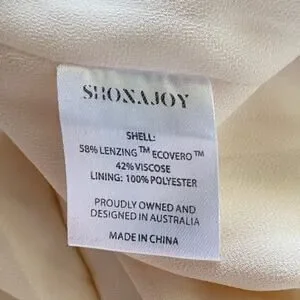 SHONAJOY
SHELL:
58% LENZING™ ECOVERO™
42% VISCOSE
LINING: 100% POLYESTER
PROUDLY OWNED AND
DESIGNED IN AUSTRALIA
MADE IN CHINA